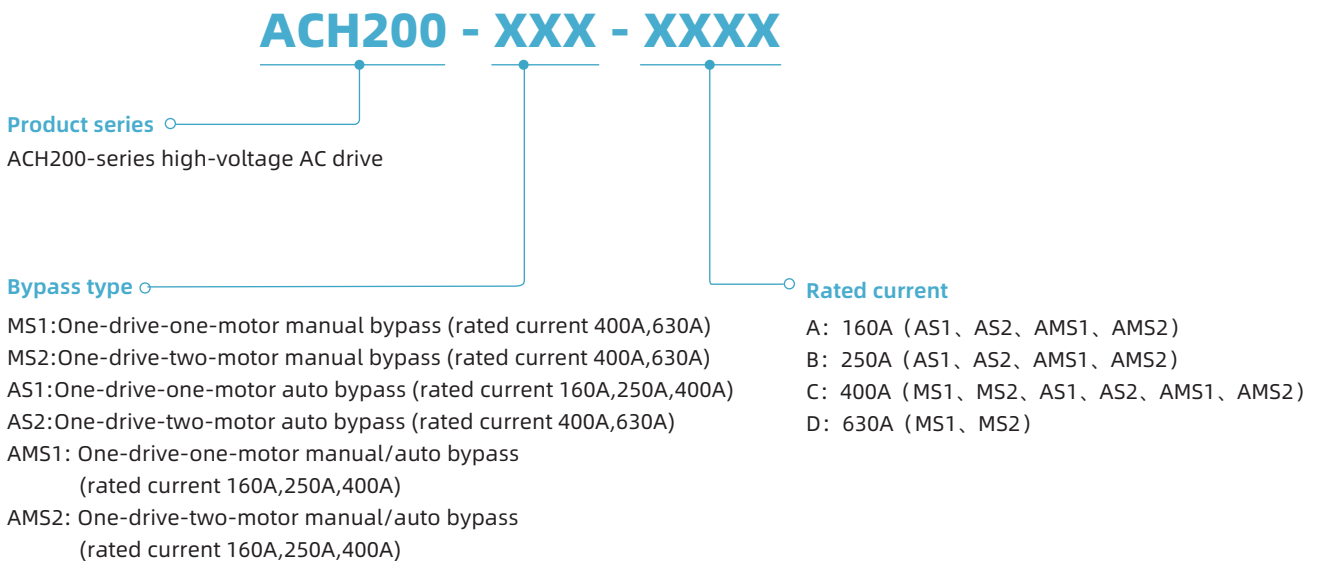 ACH200 - XXX - XXXX
Product series
ACH200-series high-voltage AC drive
Bypass type
MS1:One-drive-one-motor manual bypass (rated current 400A,630A)
MS2:One-drive-two-motor manual bypass (rated current 400A,630A)
AS1:One-drive-one-motor auto bypass (rated current 160A,250A,400A)
AS2:One-drive-two-motor auto bypass (rated current 400A,630A)
AMS1: One-drive-one-motor manual/auto bypass
(rated current 160A,250A,400A)
AMS2: One-drive-two-motor manual/auto bypass
(rated current 160A,250A,400A)
Rated current
A：160A（AS1、AS2、AMS1、AMS2）
B：250A（AS1、AS2、AMS1、AMS2）
C：400A（MS1、MS2、AS1、AS2、AMS1、AMS2）
D：630A（MS1、MS2）